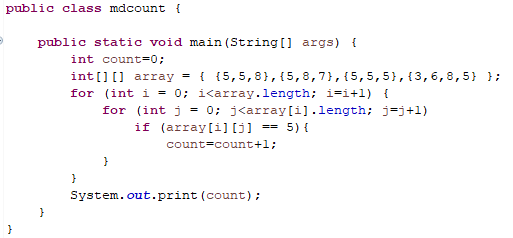 public class mdcount {
public static void main(String[] args) {
int count=0;
int[][] array = { {5,5,8},{5,8,7},{5,5,5},{3,6,8,5} };
for (int i = 0; i<array.length; i=i+1) {
for (int j = 0; j<array[i].length; j=j+1)
if (array[i][j] == 5){
count=count+1;
}
}
System.out.print(count);
}
}